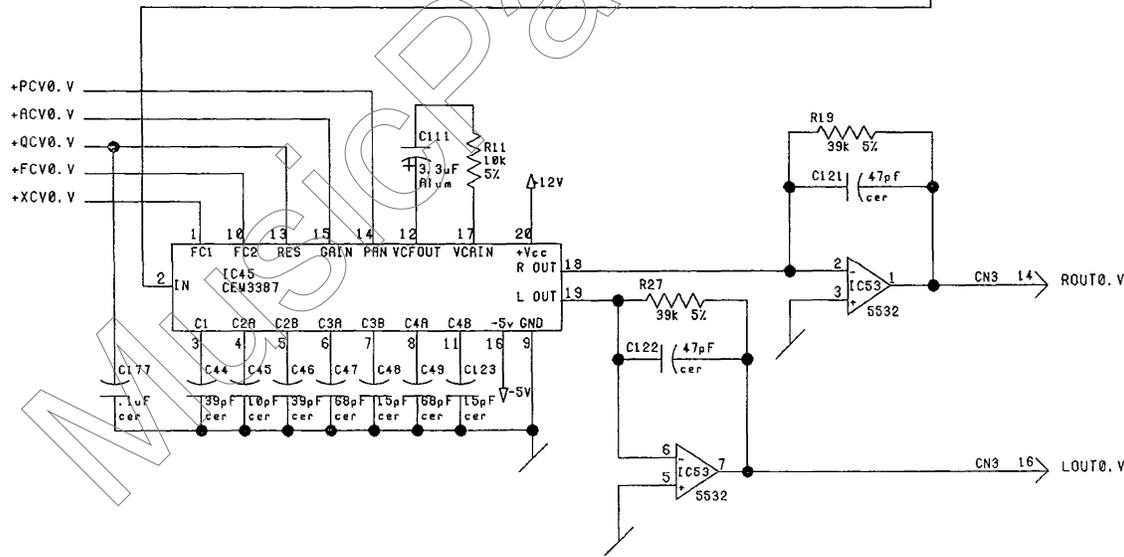 +PCV0.V
+ACV0.V
+QCV0.V
+FCV0.V
+XCV0.V
C111
3.3uF
Alum
R11
10k
5%
+12V
R19
39k 5%
C121 47pF
cer
1 10 13 15 14 12 17 20
FC1 FC2 RES GAIN PAN VCFOUT VCAIN +Vcc
R OUT 18
2 IN
IC45
CEM3387
L OUT 19
C1 C2A C2B C3A C3B C4A C4B -5v GND
3 4 5 6 7 8 11 16 9
2 - 1
3 +
IC53
5532
CN3 14 ROUT0.V
R27
39k 5%
C122 47pF
cer
C177 C44 C45 C46 C47 C48 C49 C123
.1uF 39pF 10pF 39pF 68pF 15pF 68pF 15pF
cer cer cer cer cer cer cer cer
-5V
6 - 7
5 +
IC53
5532
CN3 16 LOUT0.V